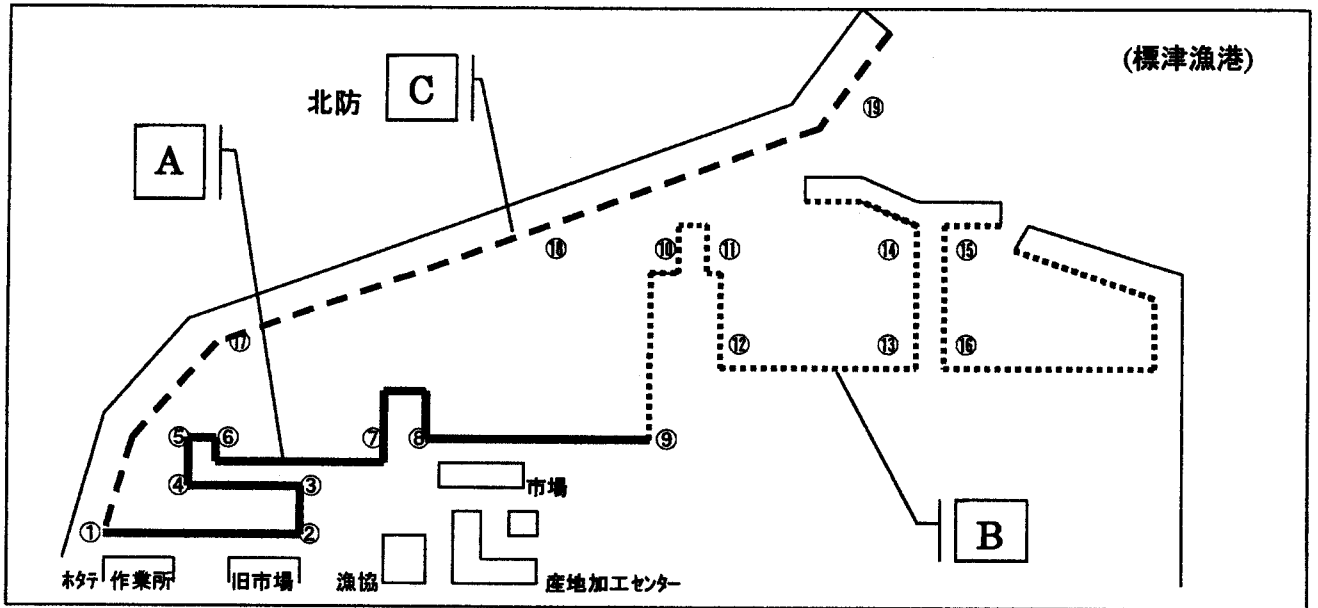 (標津漁港)
北防
C
A
B
⑲
⑱
⑩
⑪
⑭
⑮
⑰
⑫
⑬
⑯
⑤
⑥
⑦
⑧
⑨
④
③
①
②
市場
ホタテ 作業所
旧市場
漁協
産地加工センター